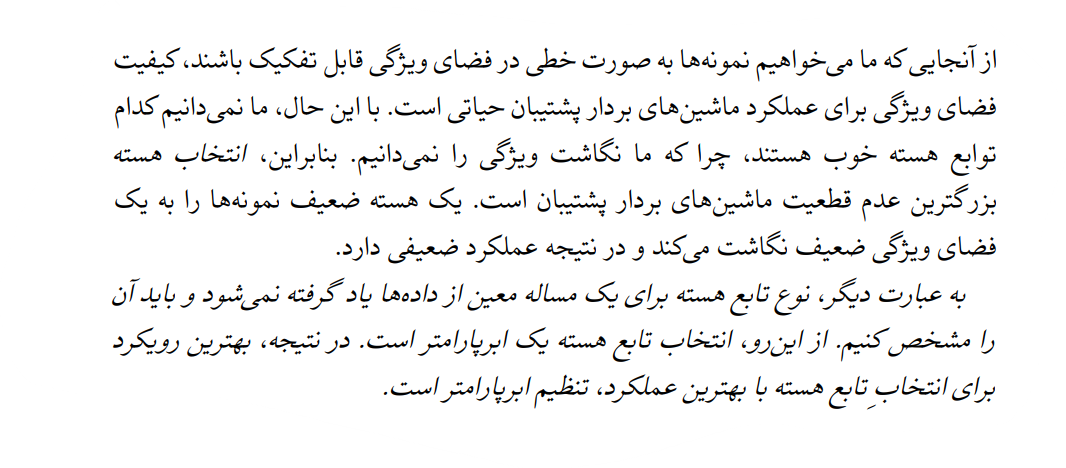 از آنجایی که ما می‌خواهیم نمونه‌ها به صورت خطی در فضای ویژگی قابل تفکیک باشند، کیفیت
فضای ویژگی برای عملکرد ماشین‌های بردار پشتیبان حیاتی است. با این حال، ما نمی‌دانیم کدام
توابع هسته خوب هستند، چرا که ما نگاشت ویژگی را نمی‌دانیم. بنابراین، انتخاب هسته
بزرگترین عدم قطعیت ماشین‌های بردار پشتیبان است. یک هسته ضعیف نمونه‌ها را به یک
فضای ویژگی ضعیف نگاشت می‌کند و در نتیجه عملکرد ضعیفی دارد.
به عبارت دیگر، نوع تابع هسته برای یک مساله معین از داده‌ها یاد گرفته نمی‌شود و باید آن
را مشخص کنیم. از این‌رو، انتخاب تابع هسته یک ابرپارامتر است. در نتیجه، بهترین رویکرد
برای انتخابِ تابع هسته با بهترین عملکرد، تنظیم ابرپارامتر است.